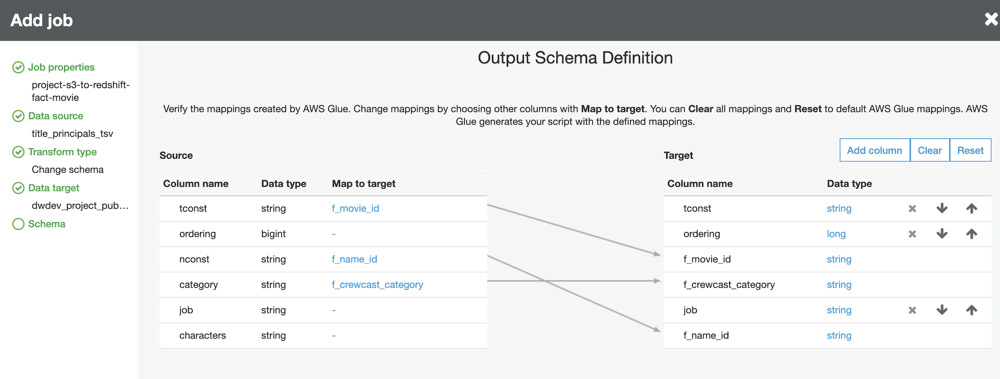 Add job
Job properties
project-s3-to-redshift-
fact-movie
Data source
title_principals_tsv
Transform type
Change schema
Data target
dwdev_project_pub...
Schema
Output Schema Definition
Verify the mappings created by AWS Glue. Change mappings by choosing other columns with Map to target. You can Clear all mappings and Reset to default AWS Glue mappings. AWS
Glue generates your script with the defined mappings.
Add column Clear Reset
Source
Column name Data type Map to target
tconst string f_movie_id
ordering bigint -
nconst string f_name_id
category string f_crewcast_category
job string -
characters string -
Target
Column name Data type
tconst string
ordering long
f_movie_id string
f_crewcast_category string
job string
f_name_id string